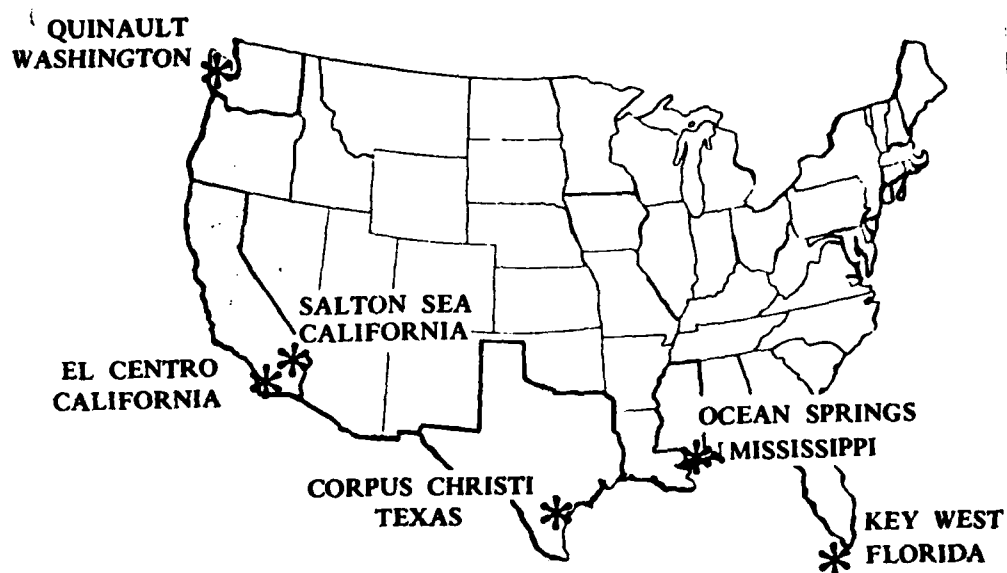 QUINAULT
WASHINGTON
SALTON SEA
CALIFORNIA
EL CENTRO
CALIFORNIA
OCEAN SPRINGS
MISSISSIPPI
CORPUS CHRISTI
TEXAS
KEY WEST
FLORIDA